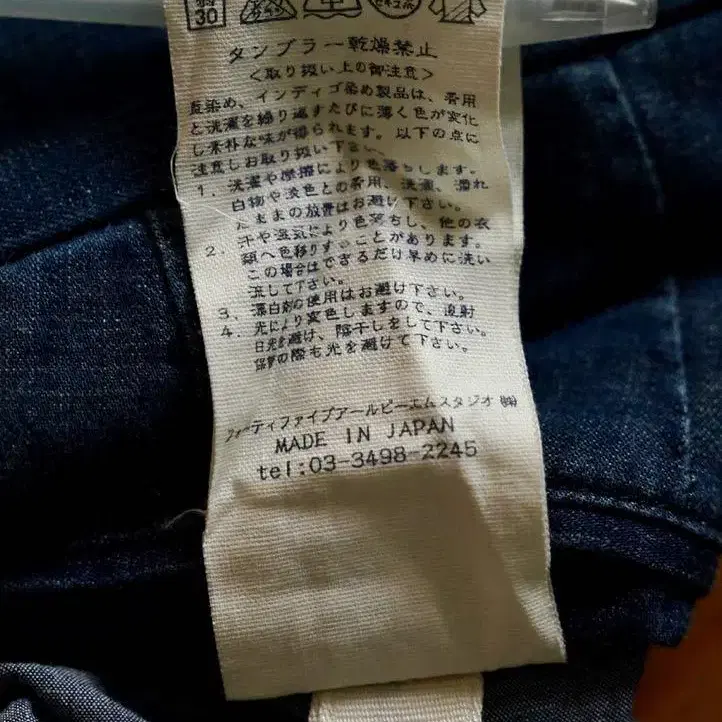 30
タンブラー乾燥禁止
<取り扱い上の御注意>
直染め、インディゴ染め製品は、着用
と洗濯を繰り返すたびに薄く色が変化
し素朴な味が得られます。以下の点に
注意しお取り扱い下さい。
1. 洗濯や摩擦により色落ちします。
白物や淡色との着用、洗濯、濡れ
たままの放置はお避け下さい。
2. 汗や湿気により色落ちし、他の衣
類へ色移りすることがあります。
この場合はできるだけ早めに洗い
流して下さい。
3. 漂白剤の使用はお避け下さい。
4. 光により変色しますので、直射
日光を避け、陰干しをして下さい。
保管の際も光を避けて下さい。
フォーティファイブアールピーエムスタジオ ㈱
MADE IN JAPAN
tel:03-3498-2245